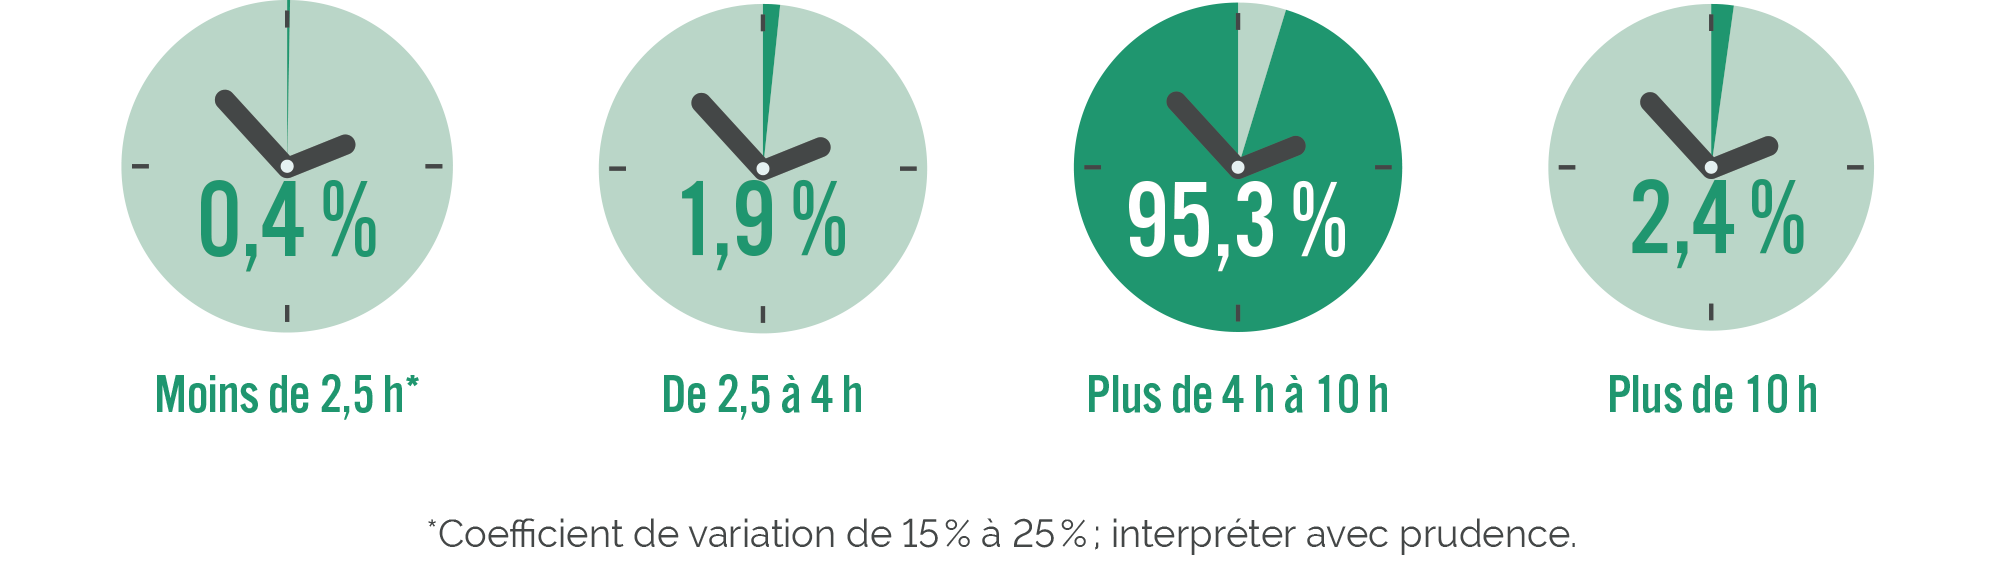 0,4 %
1,9 %
95,3 %
2,4 %
Moins de 2,5 h*
De 2,5 à 4 h
Plus de 4 h à 10 h
Plus de 10 h
*Coefficient de variation de 15 % à 25 % ; interpréter avec prudence.